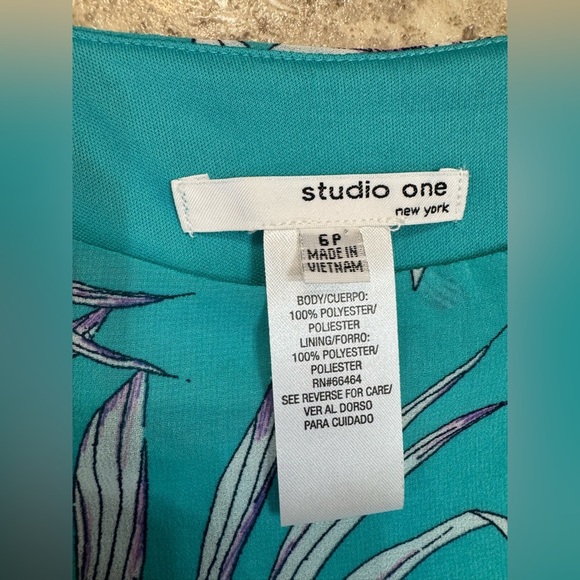 studio one
new york
6P
MADE IN
VIETNAM
BODY/CUERPO:
100% POLYESTER/
POLIESTER
LINING/FORRO:
100% POLYESTER/
POLIESTER
RN#66464
SEE REVERSE FOR CARE/
VER AL DORSO
PARA CUIDADO